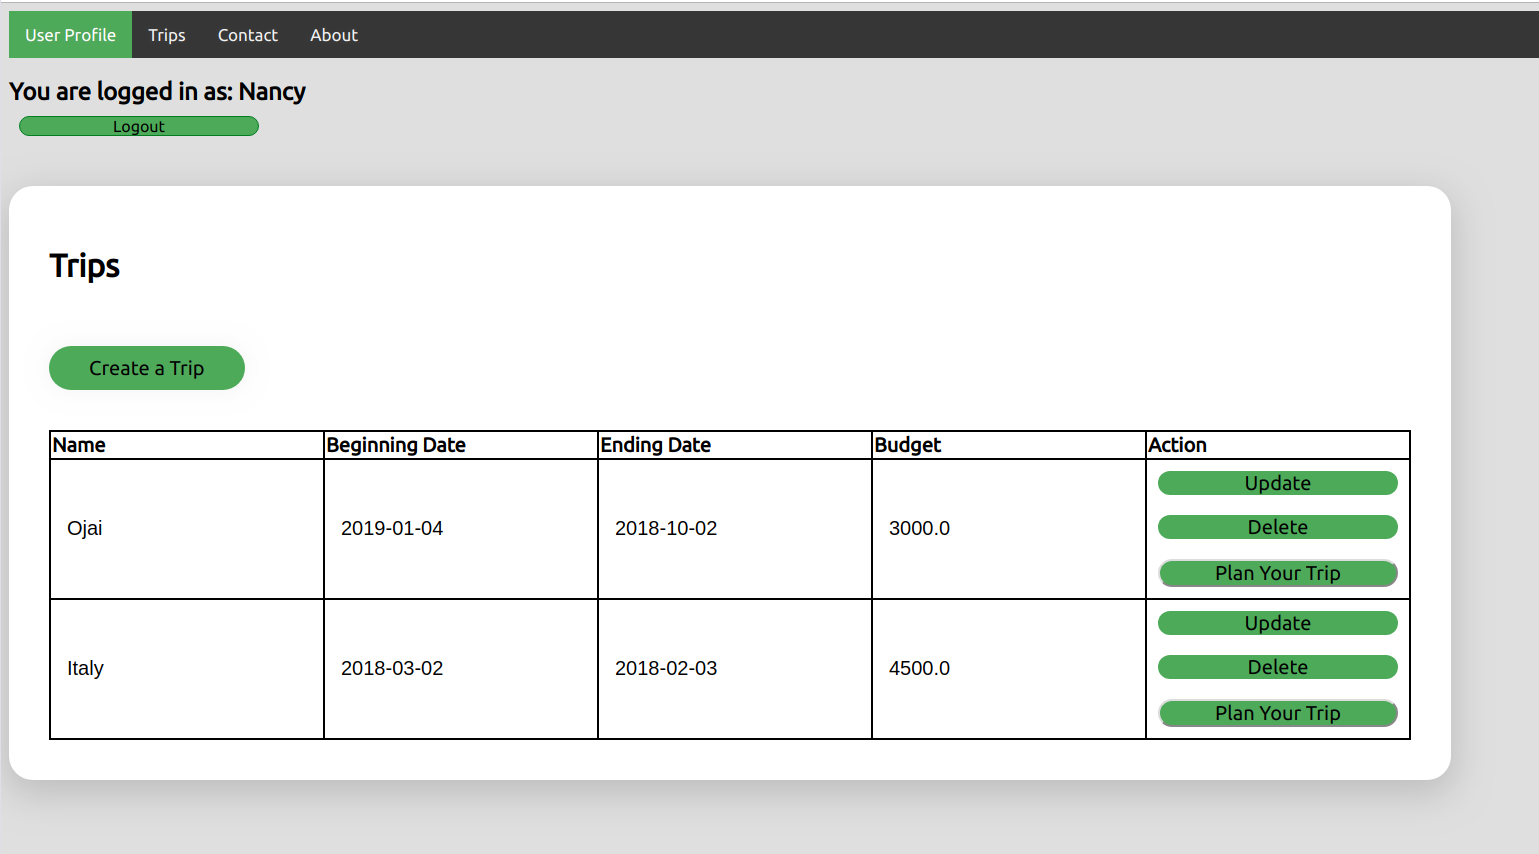 User Profile Trips Contact About
You are logged in as: Nancy
Logout
Trips
Create a Trip
Name Beginning Date Ending Date Budget Action
Ojai 2019-01-04 2018-10-02 3000.0
Update
Delete
Plan Your Trip
Italy 2018-03-02 2018-02-03 4500.0
Update
Delete
Plan Your Trip